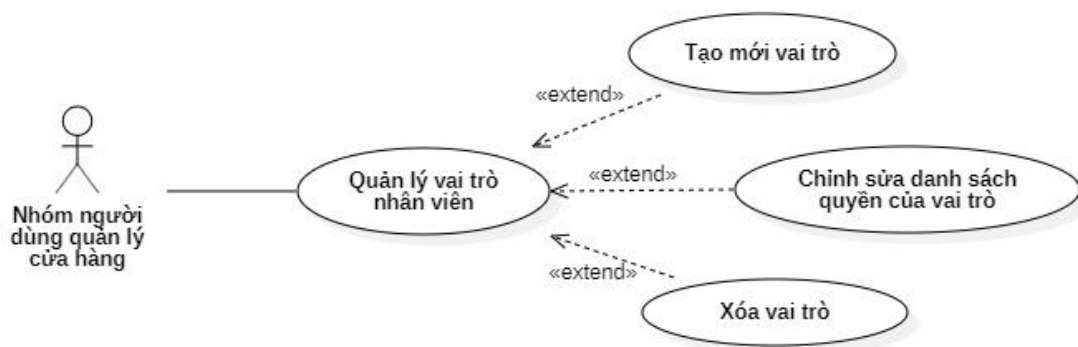 Tạo mới vai trò
«extend»
Quản lý vai trò
nhân viên
«extend»
Chỉnh sửa danh sách
quyền của vai trò
Nhóm người
dùng quản lý
cửa hàng
«extend»
Xóa vai trò